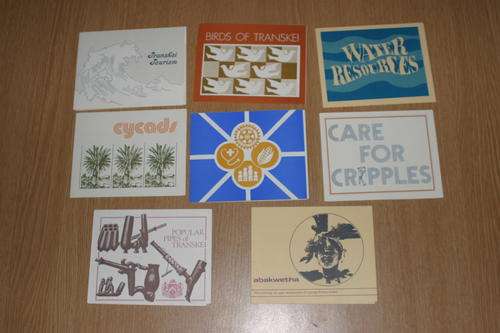 Transkei
Tourism
BIRDS OF TRANSKEI
WATER
RESOURCES
cycads
CARE
FOR
CRIPPLES
POPULAR
PIPES of
TRANSKEI
abakwetha